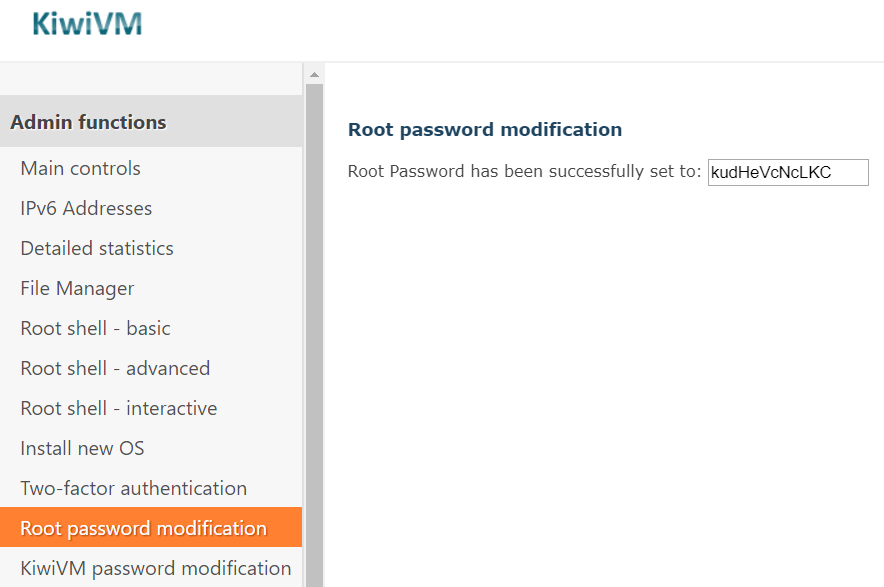 KiwiVM
Admin functions
Main controls
IPv6 Addresses
Detailed statistics
File Manager
Root shell - basic
Root shell - advanced
Root shell - interactive
Install new OS
Two-factor authentication
Root password modification
KiwiVM password modification
Root password modification
Root Password has been successfully set to: kudHeVcNcLKC